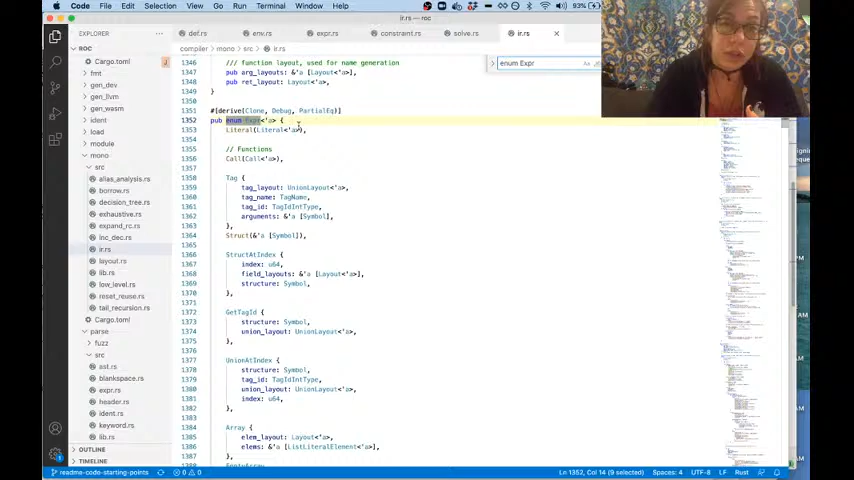 Code File Edit Selection View Go Run Terminal Window Help 93%
ir.rs — roc
EXPLORER
def.rs env.rs expr.rs constraint.rs solve.rs ir.rs
ROC
compiler > mono > src > ir.rs
Cargo.toml
fmt
gen_dev
gen_llvm
gen_wasm
ident
load
module
mono
src
alias_analysis.rs
borrow.rs
decision_tree.rs
exhaustive.rs
expand_rc.rs
inc_dec.rs
ir.rs
layout.rs
lib.rs
low_level.rs
reset_reuse.rs
tail_recursion.rs
Cargo.toml
parse
fuzz
src
ast.rs
blankspace.rs
expr.rs
header.rs
ident.rs
keyword.rs
lib.rs
OUTLINE
TIMELINE
enum Expr
1346 /// function layout, used for name generation
1347 pub arg_layouts: &'a [Layout<'a>],
1348 pub ret_layout: Layout<'a>,
1349 }
1350
1351 #[derive(Clone, Debug, PartialEq)]
1352 pub enum Expr<'a> {
1353 Literal(Literal<'a>),
1354
1355 // Functions
1356 Call(Call<'a>),
1357
1358 Tag {
1359 tag_layout: UnionLayout<'a>,
1360 tag_name: TagName,
1361 tag_id: TagIdIntType,
1362 arguments: &'a [Symbol],
1363 },
1364 Struct(&'a [Symbol]),
1365
1366 StructAtIndex {
1367 index: u64,
1368 field_layouts: &'a [Layout<'a>],
1369 structure: Symbol,
1370 },
1371
1372 GetTagId {
1373 structure: Symbol,
1374 union_layout: UnionLayout<'a>,
1375 },
1376
1377 UnionAtIndex {
1378 structure: Symbol,
1379 tag_id: TagIdIntType,
1380 union_layout: UnionLayout<'a>,
1381 index: u64,
1382 },
1383
1384 Array {
1385 elem_layout: Layout<'a>,
1386 elems: &'a [ListLiteralElement<'a>],
1387 },
readme-code-starting-points 0 0 Ln 1352, Col 14 (9 selected) Spaces: 4 UTF-8 LF Rust